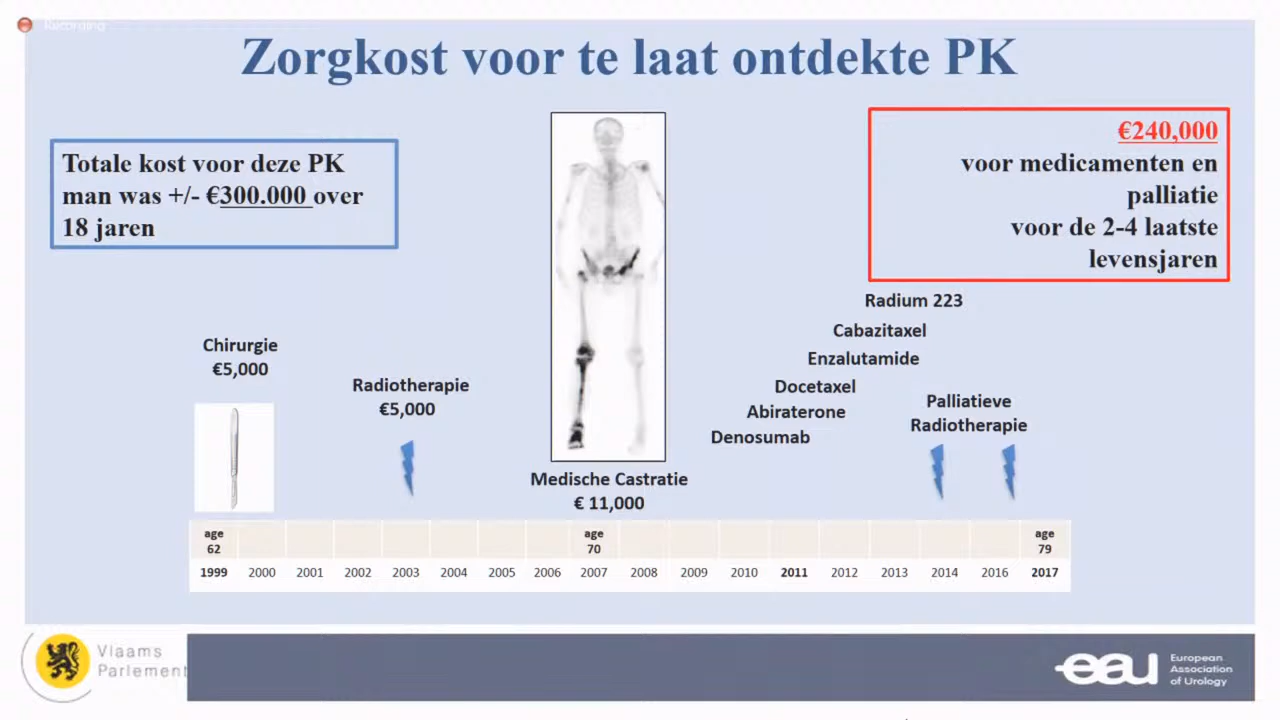 Recording
Zorgkost voor te laat ontdekte PK
Totale kost voor deze PK
man was +/- €300.000 over
18 jaren
€240,000
voor medicamenten en
palliatie
voor de 2-4 laatste
levensjaren
Radium 223
Cabazitaxel
Enzalutamide
Docetaxel
Abiraterone
Denosumab
Chirurgie
€5,000
Radiotherapie
€5,000
Palliatieve
Radiotherapie
Medische Castratie
€ 11,000
age age age
62 70 79
1999 2000 2001 2002 2003 2004 2005 2006 2007 2008 2009 2010 2011 2012 2013 2014 2016 2017
Vlaams
Parlement
eau
European
Association
of Urology